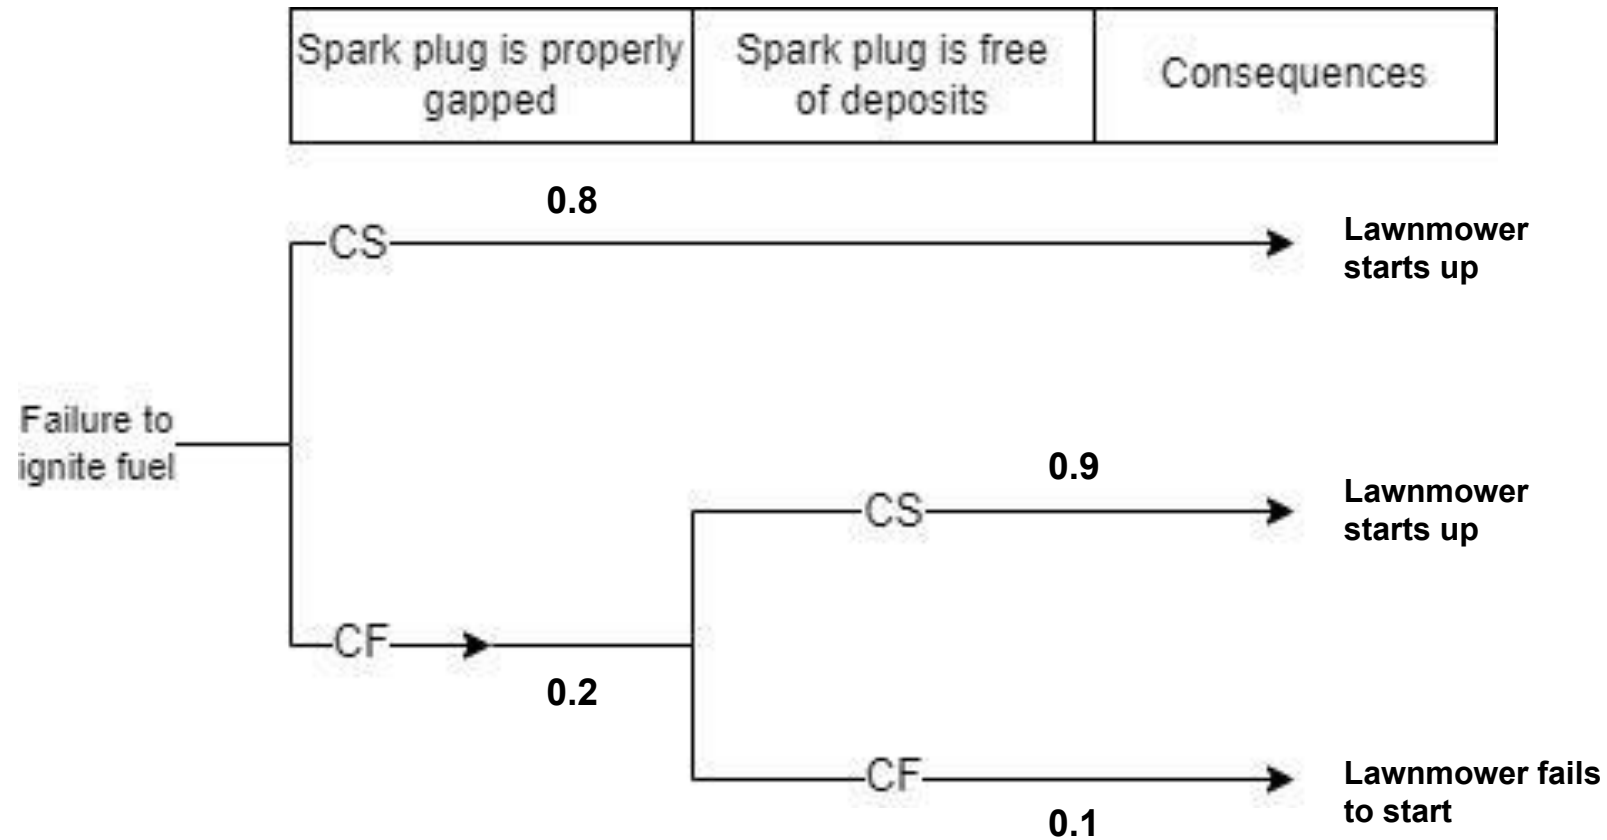 Spark plug is properly
gapped
Spark plug is free
of deposits
Consequences
0.8
CS
Lawnmower
starts up
Failure to
ignite fuel
0.9
CS
Lawnmower
starts up
CF
0.2
CF
Lawnmower fails
to start
0.1